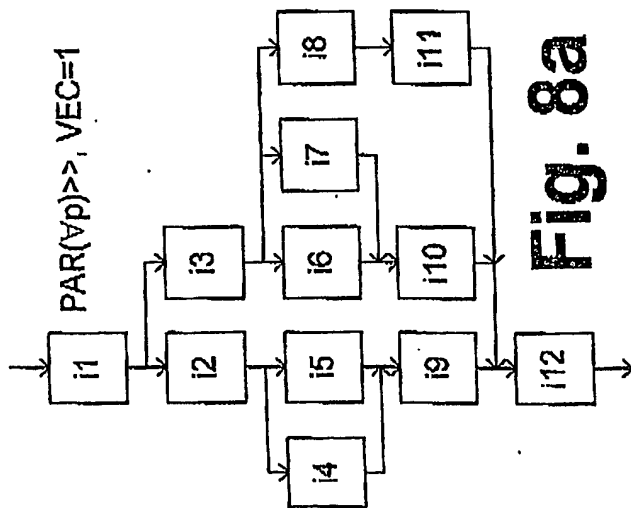 PAR(∀p)>>, VEC=1
i1
i2
i3
i4
i5
i6
i7
i8
i9
i10
i11
i12
Fig. 8a